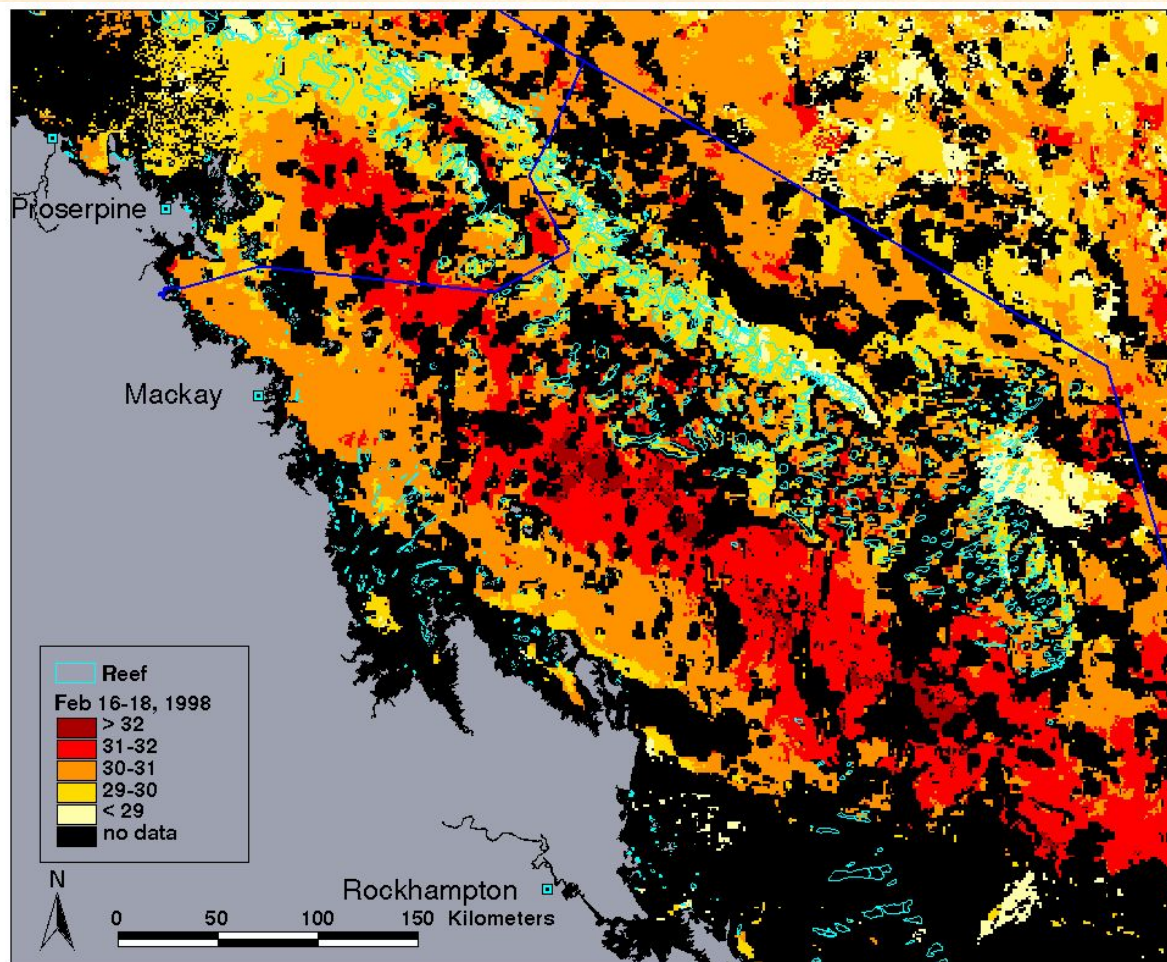 Proserpine
Mackay
Reef
Feb 16-18, 1998
> 32
31-32
30-31
29-30
< 29
no data
N
Rockhampton
0 50 100 150 Kilometers